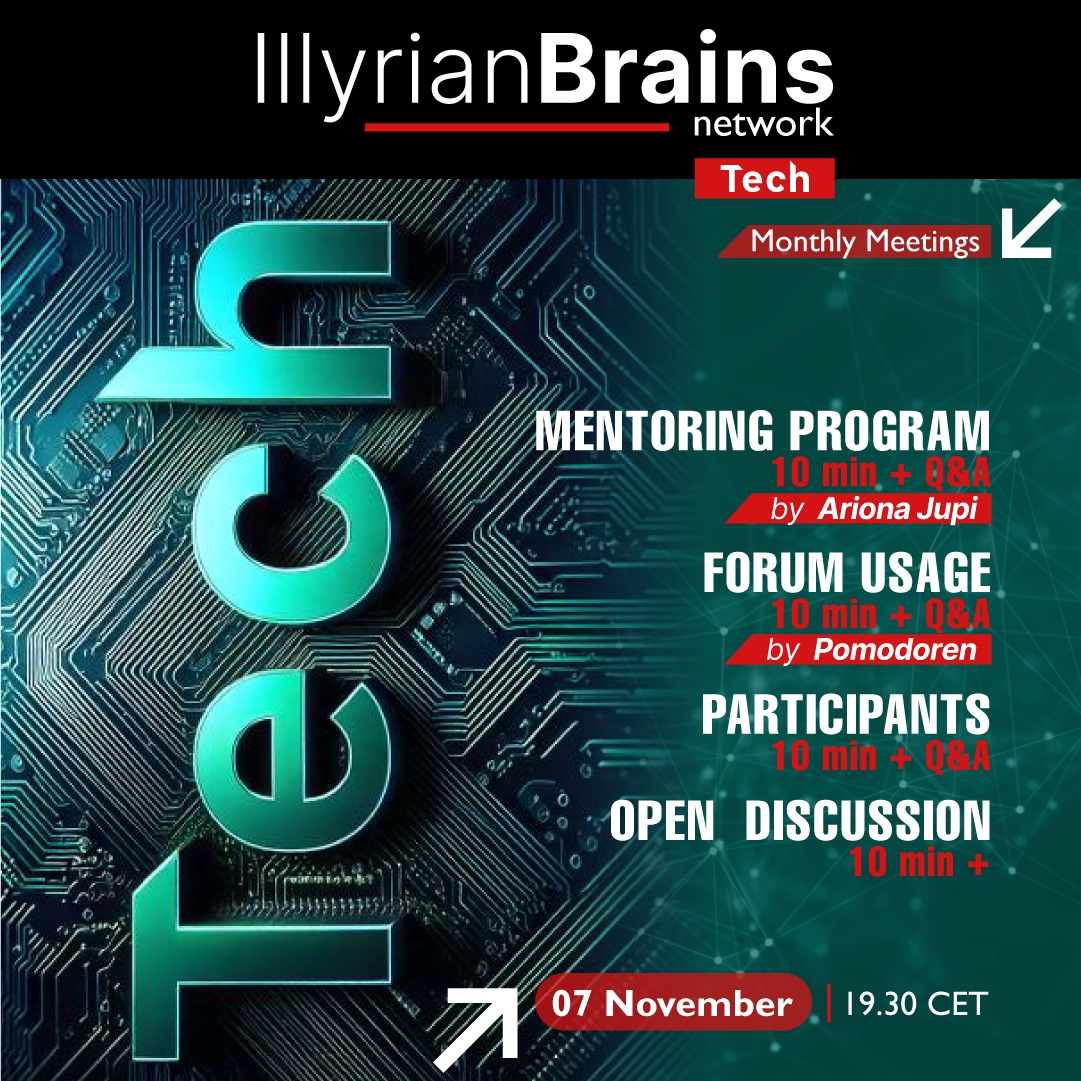 IllyrianBrains
network
Tech
Monthly Meetings
Tech
MENTORING PROGRAM
10 min + Q&A
by Ariona Jupi
FORUM USAGE
10 min + Q&A
by Pomodoren
PARTICIPANTS
10 min + Q&A
OPEN DISCUSSION
10 min +
07 November | 19.30 CET